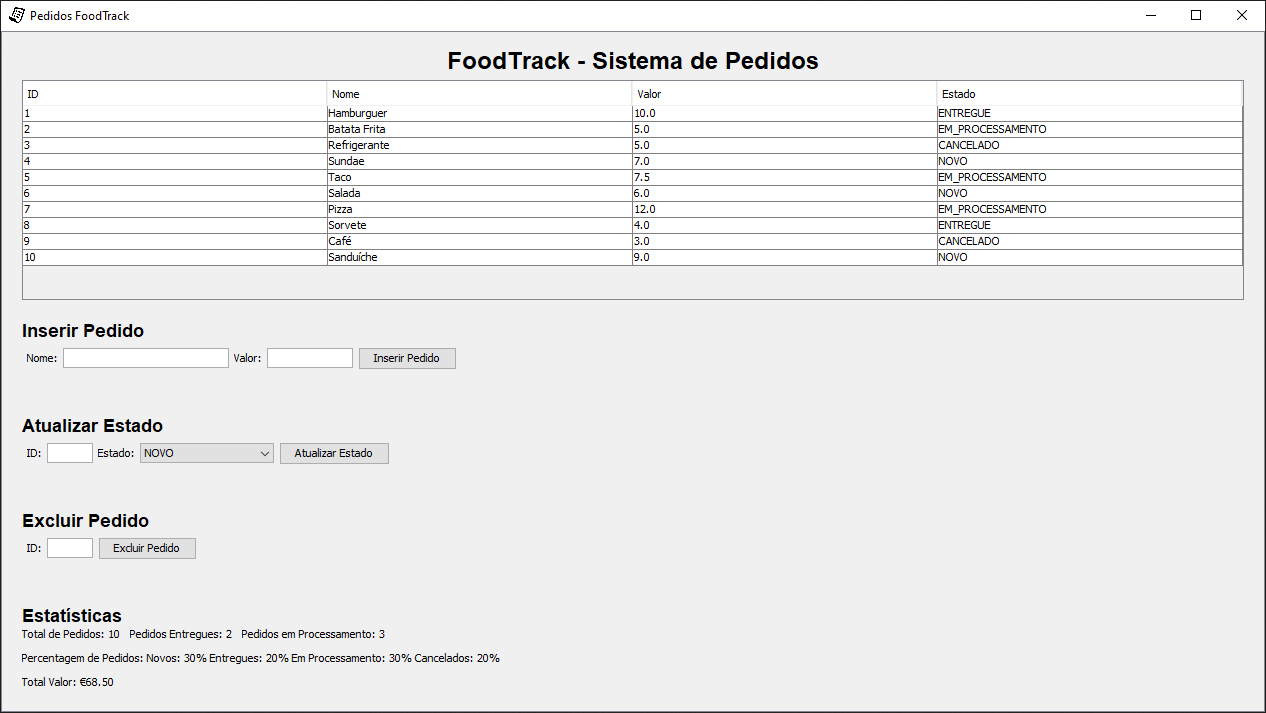 Pedidos FoodTrack
FoodTrack - Sistema de Pedidos
ID Nome Valor Estado
1 Hamburguer 10.0 ENTREGUE
2 Batata Frita 5.0 EM_PROCESSAMENTO
3 Refrigerante 5.0 CANCELADO
4 Sundae 7.0 NOVO
5 Taco 7.5 EM_PROCESSAMENTO
6 Salada 6.0 NOVO
7 Pizza 12.0 EM_PROCESSAMENTO
8 Sorvete 4.0 ENTREGUE
9 Café 3.0 CANCELADO
10 Sanduíche 9.0 NOVO
Inserir Pedido
Nome: Valor: Inserir Pedido
Atualizar Estado
ID: Estado: NOVO Atualizar Estado
Excluir Pedido
ID: Excluir Pedido
Estatísticas
Total de Pedidos: 10 Pedidos Entregues: 2 Pedidos em Processamento: 3
Percentagem de Pedidos: Novos: 30% Entregues: 20% Em Processamento: 30% Cancelados: 20%
Total Valor: €68.50